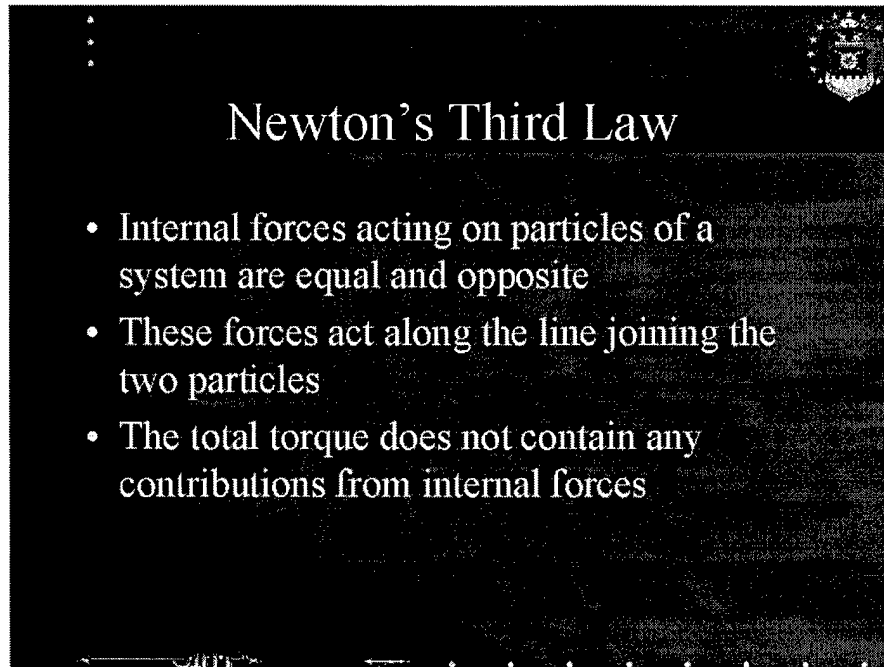 Newton's Third Law
• Internal forces acting on particles of a
system are equal and opposite
• These forces act along the line joining the
two particles
• The total torque does not contain any
contributions from internal forces